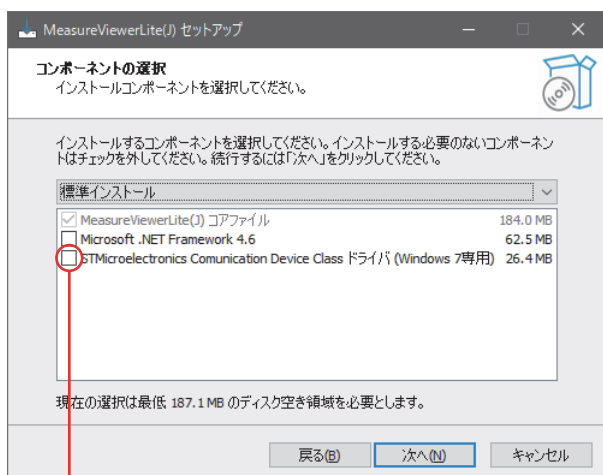 MeasureViewerLite(J) セットアップ
コンポーネントの選択
インストールコンポーネントを選択してください。
インストールするコンポーネントを選択してください。インストールする必要のないコンポーネン
トはチェックを外してください。続行するには「次へ」をクリックしてください。
標準インストール
MeasureViewerLite(J) コアファイル 184.0 MB
Microsoft .NET Framework 4.6 62.5 MB
STMicroelectronics Comunication Device Class ドライバ (Windows 7専用) 26.4 MB
現在の選択は最低 187.1 MB のディスク空き領域を必要とします。
戻る(B) 次へ(N) キャンセル